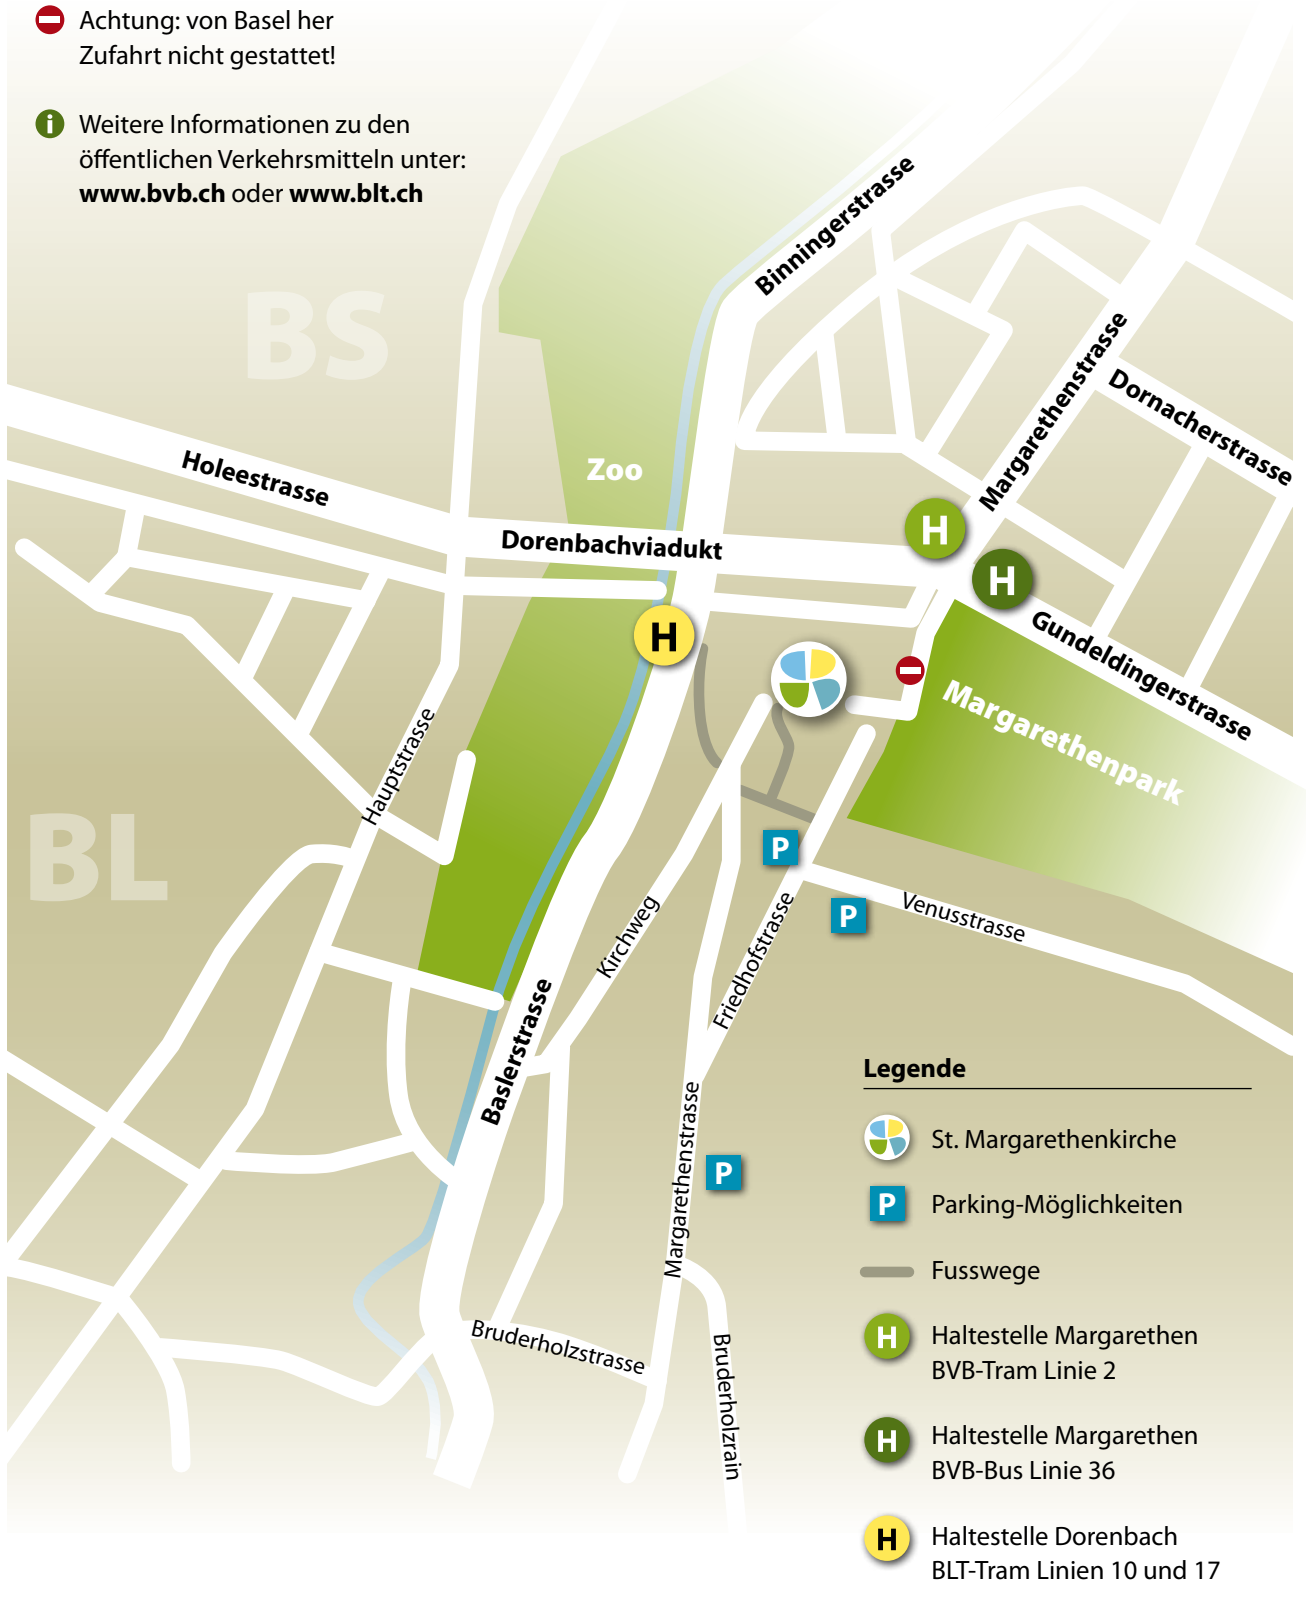 Achtung: von Basel her
Zufahrt nicht gestattet!
i
Weitere Informationen zu den
öffentlichen Verkehrsmitteln unter:
www.bvb.ch oder www.blt.ch
BS
BL
Binningerstrasse
Margarethenstrasse
Dornacherstrasse
Holeestrasse
Zoo
Dorenbachviadukt
H
H
H
Gundeldingerstrasse
Margarethenpark
Hauptstrasse
P
P
Venusstrasse
Kirchweg
Friedhofstrasse
Baslerstrasse
Margarethenstrasse
P
Bruderholzstrasse
Bruderholzrain
Legende
St. Margarethenkirche
P Parking-Möglichkeiten
Fusswege
H Haltestelle Margarethen
BVB-Tram Linie 2
H Haltestelle Margarethen
BVB-Bus Linie 36
H Haltestelle Dorenbach
BLT-Tram Linien 10 und 17